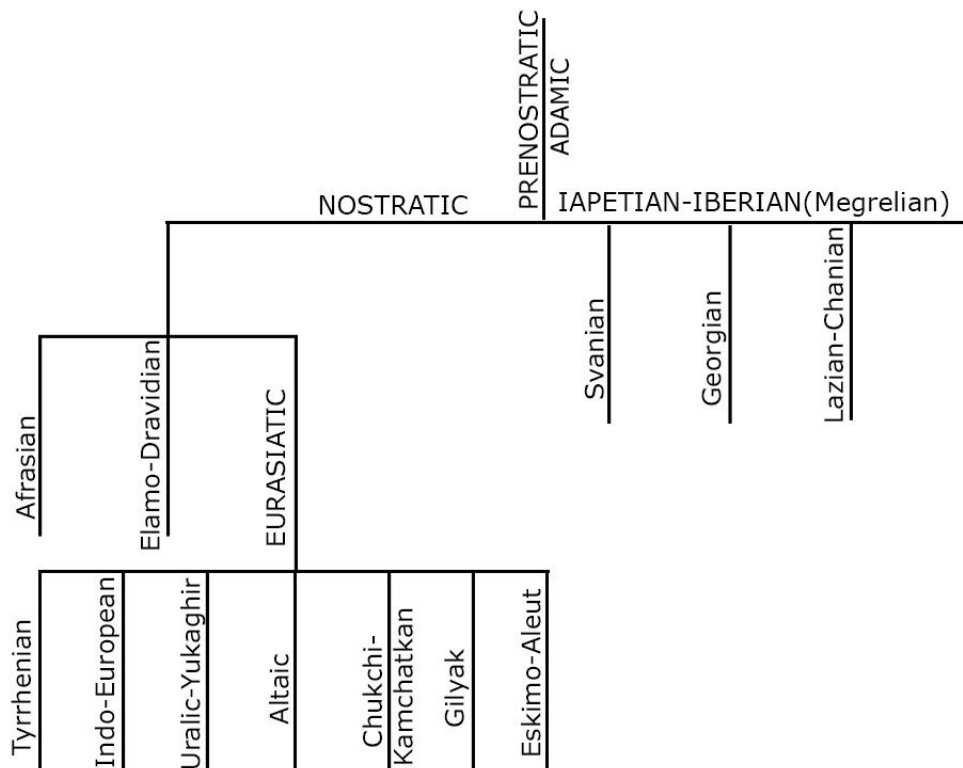 PRENOSTRATIC
ADAMIC
NOSTRATIC
IAPETIAN-IBERIAN(Megrelian)
Svanian
Georgian
Lazian-Chanian
Afrasian
Elamo-Dravidian
EURASIATIC
Tyrrhenian
Indo-European
Uralic-Yukaghir
Altaic
Chukchi-
Kamchatkan
Gilyak
Eskimo-Aleut